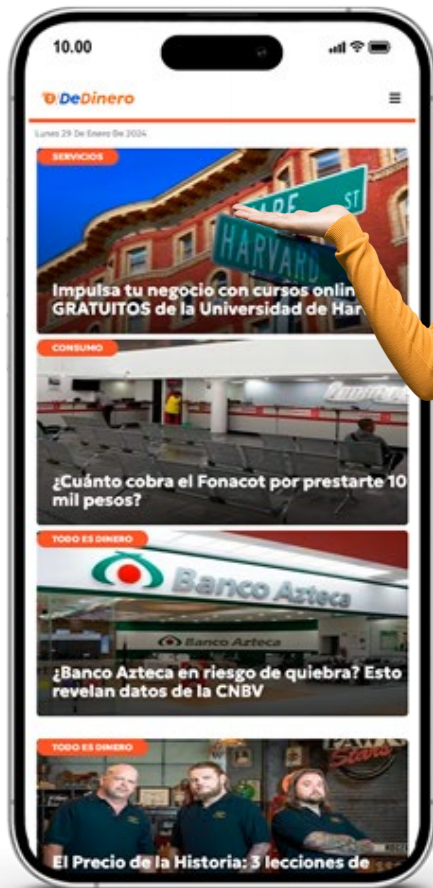 10.00
DeDinero
Lunes 29 De Enero De 2024
SERVICIOS
ST
HARVARD
Impulsa tu negocio con cursos onlin
GRATUITOS de la Universidad de Har
CONSUMO
¿Cuánto cobra el Fonacot por prestarte 10
mil pesos?
TODO ES DINERO
Banco Azteca
Banco Azteca
¿Banco Azteca en riesgo de quiebra? Esto
revelan datos de la CNBV
TODO ES DINERO
Stars
El Precio de la Historia: 3 lecciones de